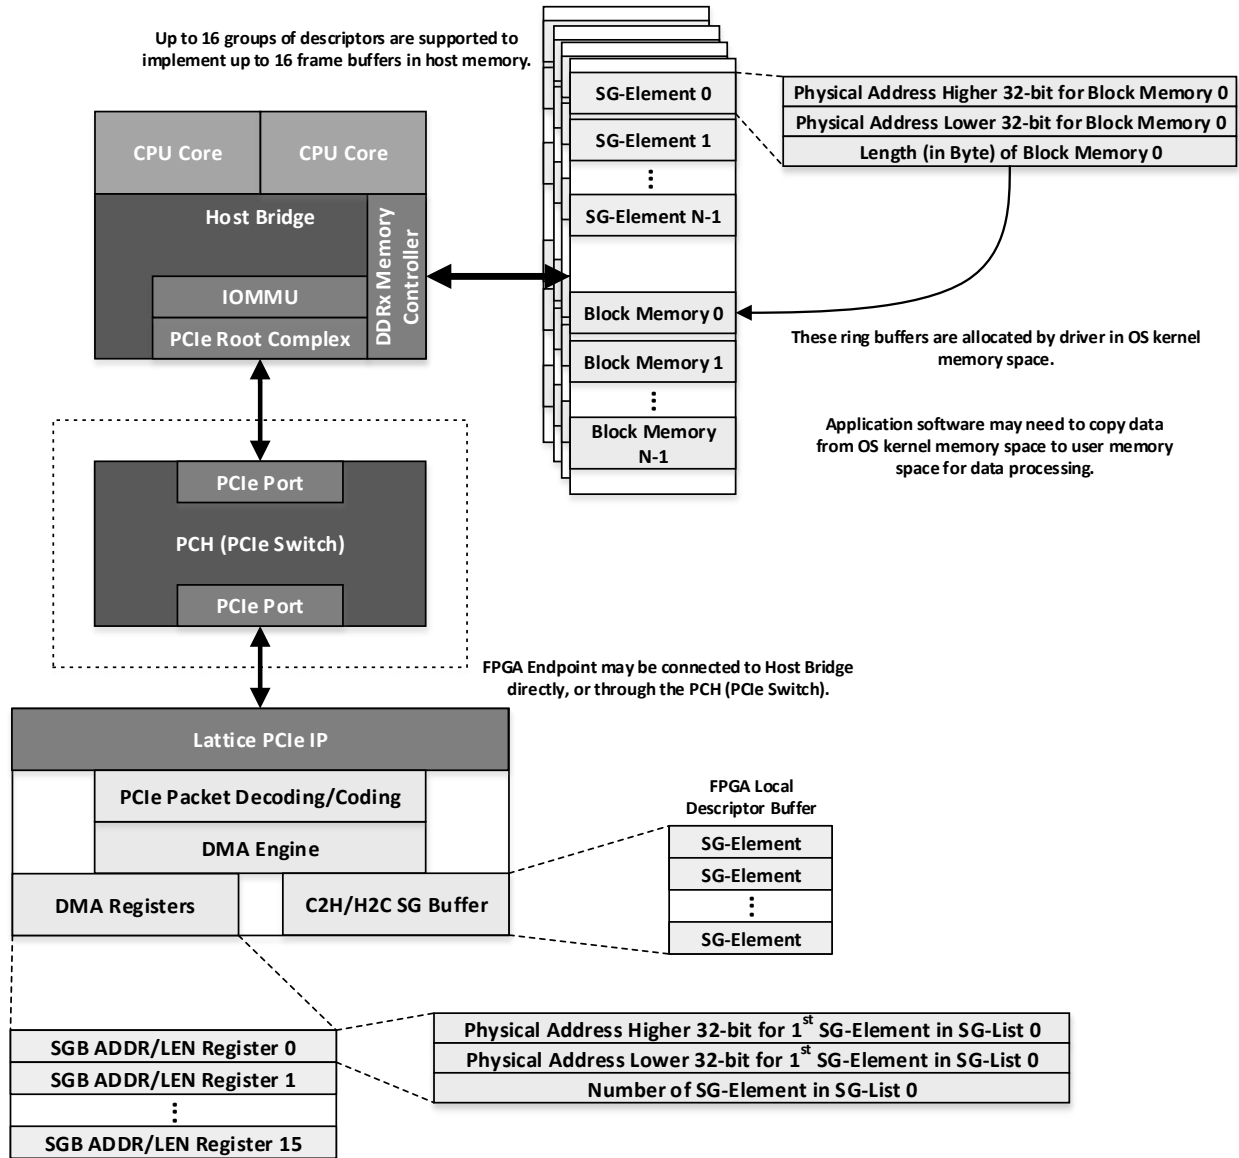 Up to 16 groups of descriptors are supported to
implement up to 16 frame buffers in host memory.
SG-Element 0
SG-Element 1
SG-Element N-1
Block Memory 0
Block Memory 1
Block Memory
N-1
Physical Address Higher 32-bit for Block Memory 0
Physical Address Lower 32-bit for Block Memory 0
Length (in Byte) of Block Memory 0
CPU Core
CPU Core
Host Bridge
DDRx Memory
Controller
IOMMU
PCIe Root Complex
These ring buffers are allocated by driver in OS kernel
memory space.
Application software may need to copy data
from OS kernel memory space to user memory
space for data processing.
PCIe Port
PCH (PCIe Switch)
PCIe Port
FPGA Endpoint may be connected to Host Bridge
directly, or through the PCH (PCIe Switch).
Lattice PCIe IP
PCIe Packet Decoding/Coding
DMA Engine
DMA Registers
C2H/H2C SG Buffer
FPGA Local
Descriptor Buffer
SG-Element
SG-Element
SG-Element
SGB ADDR/LEN Register 0
SGB ADDR/LEN Register 1
SGB ADDR/LEN Register 15
Physical Address Higher 32-bit for 1st SG-Element in SG-List 0
Physical Address Lower 32-bit for 1st SG-Element in SG-List 0
Number of SG-Element in SG-List 0